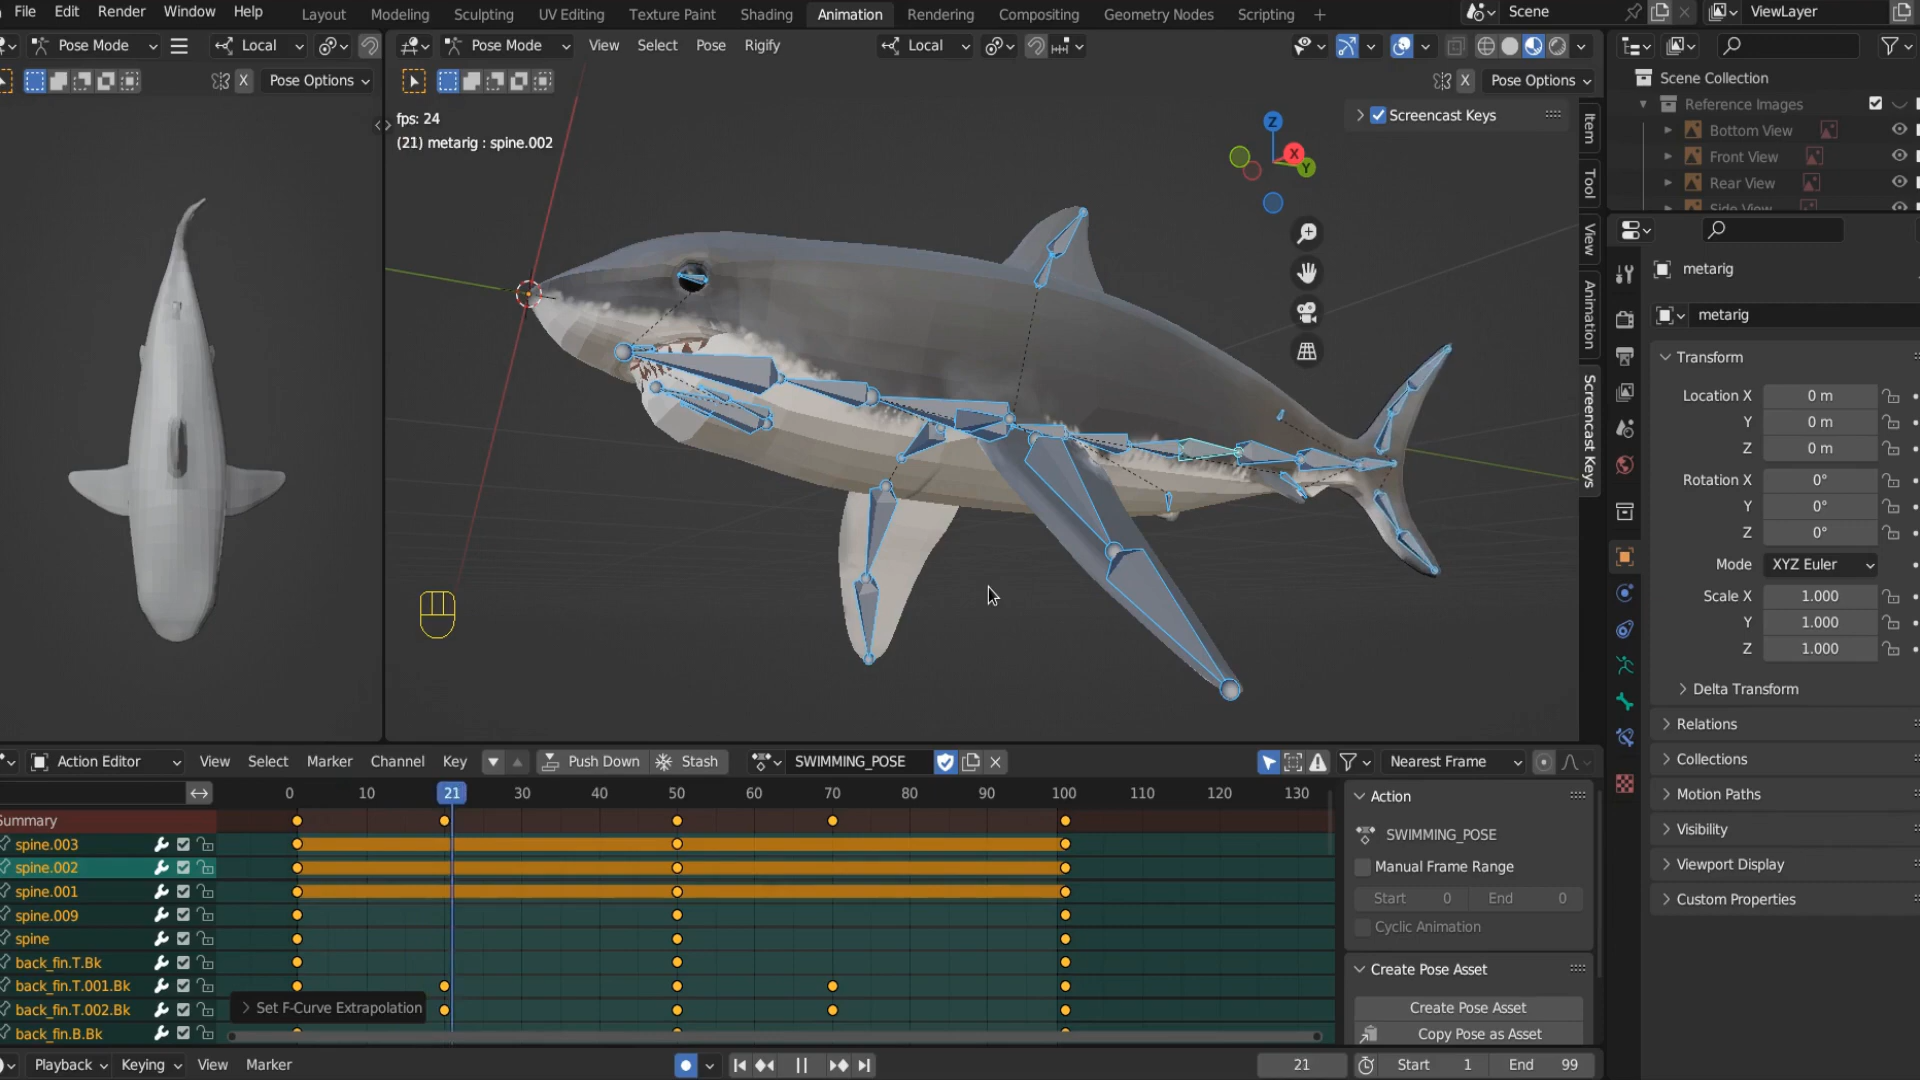 File Edit Render Window Help Layout Modeling Sculpting UV Editing Texture Paint Shading Animation Rendering Compositing Geometry Nodes Scripting + Scene ViewLayer
Pose Mode Local Pose Mode View Select Pose Rigify Local
X Pose Options X Pose Options
Scene Collection
Reference Images
Bottom View
Front View
Rear View
Side View
fps: 24
(21) metarig : spine.002
Screencast Keys
Z
X
Y
Item
Tool
View
Animation
Screencast Keys
metarig
metarig
Transform
Location X 0 m
Y 0 m
Z 0 m
Rotation X 0°
Y 0°
Z 0°
Mode XYZ Euler
Scale X 1.000
Y 1.000
Z 1.000
Delta Transform
Relations
Collections
Motion Paths
Visibility
Viewport Display
Custom Properties
Action Editor View Select Marker Channel Key Push Down Stash SWIMMING_POSE Nearest Frame
0 10 21 30 40 50 60 70 80 90 100 110 120 130
Summary
spine.003
spine.002
spine.001
spine.009
spine
back_fin.T.Bk
back_fin.T.001.Bk
back_fin.T.002.Bk
back_fin.B.Bk
Set F-Curve Extrapolation
Action
SWIMMING_POSE
Manual Frame Range
Start 0 End 0
Cyclic Animation
Create Pose Asset
Create Pose Asset
Copy Pose as Asset
Playback Keying View Marker 21 Start 1 End 99